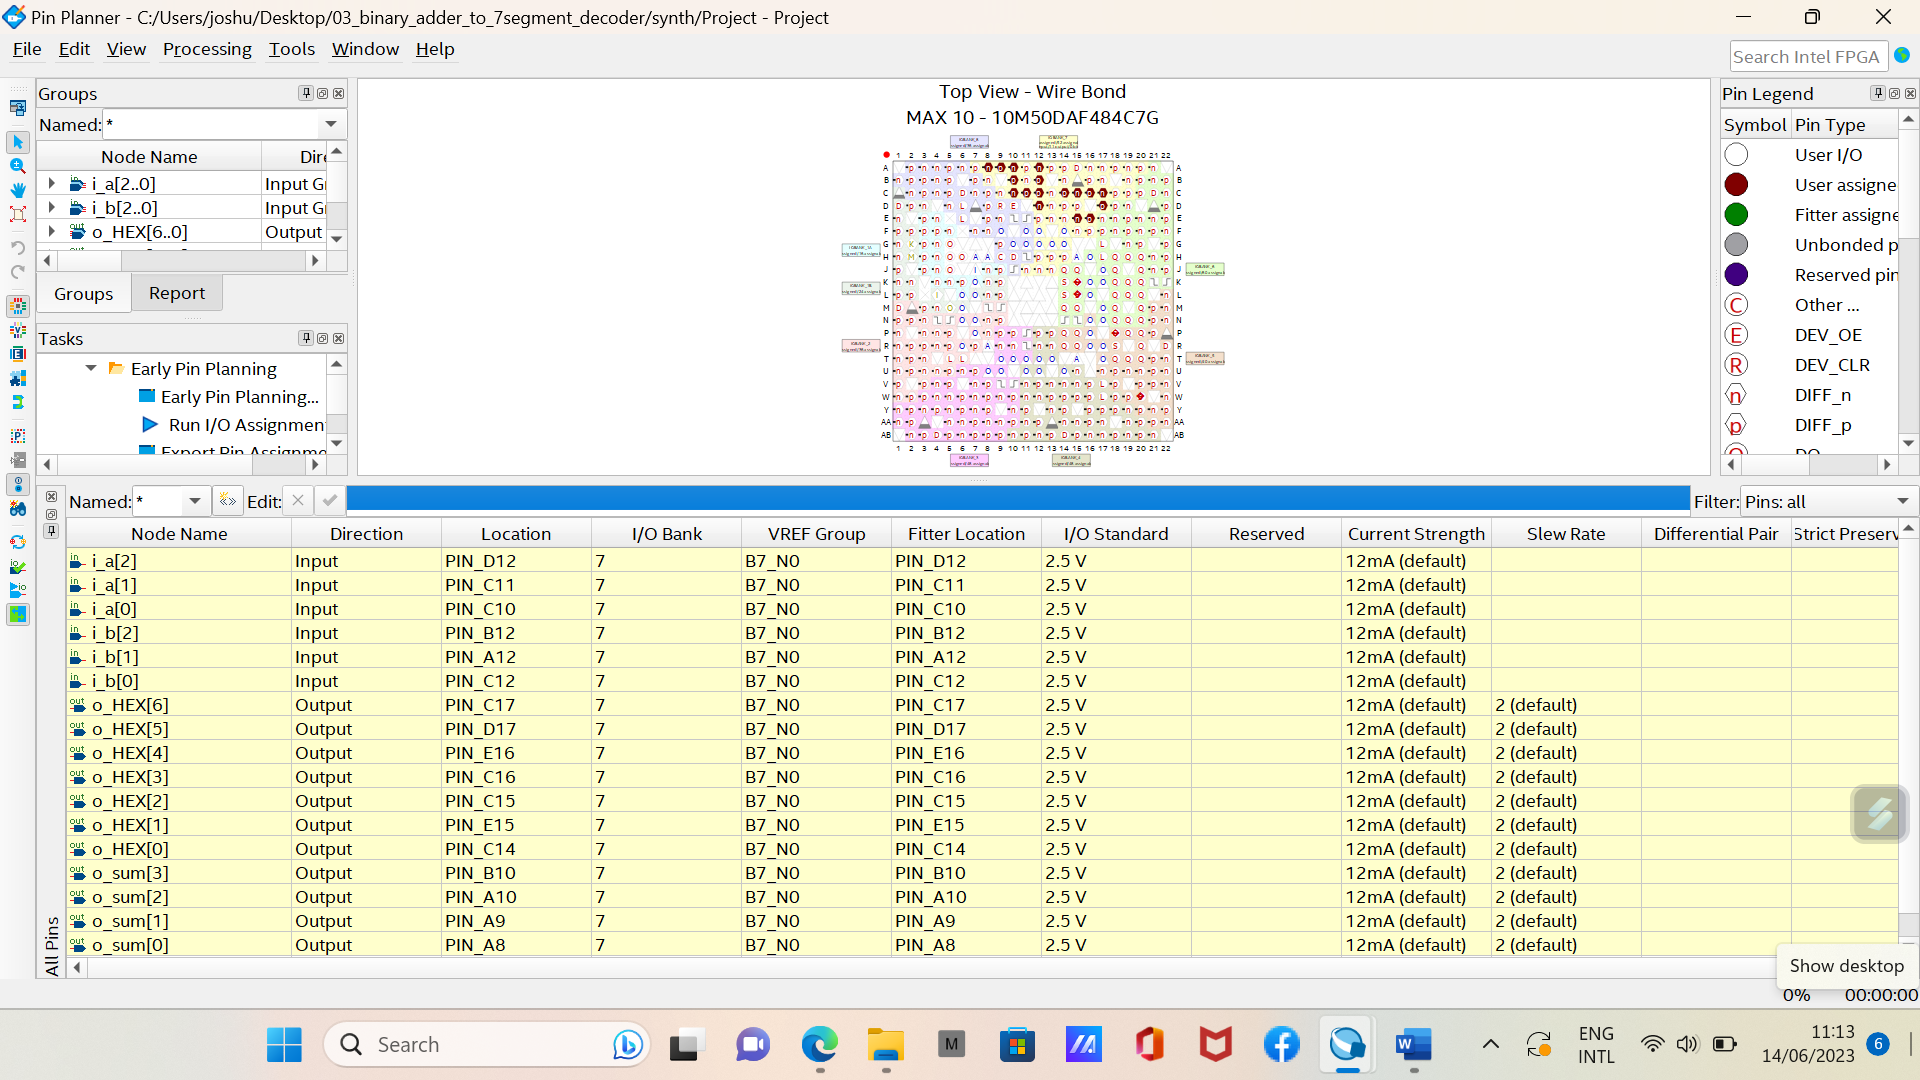 Pin Planner - C:/Users/joshu/Desktop/03_binary_adder_to_7segment_decoder/synth/Project - Project
File Edit View Processing Tools Window Help
Search Intel FPGA
Groups
Named: *
Node Name Dire
i_a[2..0] Input Gr
i_b[2..0] Input Gr
o_HEX[6..0] Output
Groups Report
Tasks
Early Pin Planning
Early Pin Planning...
Run I/O Assignmen
Export Pin Assignme
Top View - Wire Bond
MAX 10 - 10M50DAF484C7G
Pin Legend
Symbol Pin Type
User I/O
User assigne
Fitter assigne
Unbonded p
Reserved pin
C Other ...
E DEV_OE
R DEV_CLR
n DIFF_n
p DIFF_p
DQ
Named: * Edit: Filter: Pins: all
Node Name Direction Location I/O Bank VREF Group Fitter Location I/O Standard Reserved Current Strength Slew Rate Differential Pair Strict Preserv
i_a[2] Input PIN_D12 7 B7_N0 PIN_D12 2.5 V 12mA (default)
i_a[1] Input PIN_C11 7 B7_N0 PIN_C11 2.5 V 12mA (default)
i_a[0] Input PIN_C10 7 B7_N0 PIN_C10 2.5 V 12mA (default)
i_b[2] Input PIN_B12 7 B7_N0 PIN_B12 2.5 V 12mA (default)
i_b[1] Input PIN_A12 7 B7_N0 PIN_A12 2.5 V 12mA (default)
i_b[0] Input PIN_C12 7 B7_N0 PIN_C12 2.5 V 12mA (default)
o_HEX[6] Output PIN_C17 7 B7_N0 PIN_C17 2.5 V 12mA (default) 2 (default)
o_HEX[5] Output PIN_D17 7 B7_N0 PIN_D17 2.5 V 12mA (default) 2 (default)
o_HEX[4] Output PIN_E16 7 B7_N0 PIN_E16 2.5 V 12mA (default) 2 (default)
o_HEX[3] Output PIN_C16 7 B7_N0 PIN_C16 2.5 V 12mA (default) 2 (default)
o_HEX[2] Output PIN_C15 7 B7_N0 PIN_C15 2.5 V 12mA (default) 2 (default)
o_HEX[1] Output PIN_E15 7 B7_N0 PIN_E15 2.5 V 12mA (default) 2 (default)
o_HEX[0] Output PIN_C14 7 B7_N0 PIN_C14 2.5 V 12mA (default) 2 (default)
o_sum[3] Output PIN_B10 7 B7_N0 PIN_B10 2.5 V 12mA (default) 2 (default)
o_sum[2] Output PIN_A10 7 B7_N0 PIN_A10 2.5 V 12mA (default) 2 (default)
o_sum[1] Output PIN_A9 7 B7_N0 PIN_A9 2.5 V 12mA (default) 2 (default)
o_sum[0] Output PIN_A8 7 B7_N0 PIN_A8 2.5 V 12mA (default) 2 (default)
All Pins
Show desktop
0% 00:00:00
Search
ENG
INTL
11:13
14/06/2023
6